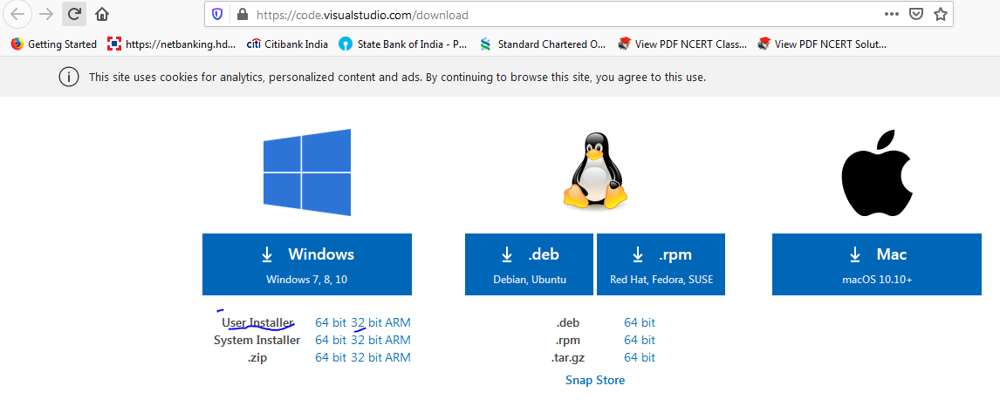 https://code.visualstudio.com/download
Getting Started https://netbanking.hd... citi Citibank India State Bank of India - P... Standard Chartered O... View PDF NCERT Class... View PDF NCERT Solut...
This site uses cookies for analytics, personalized content and ads. By continuing to browse this site, you agree to this use.
Windows .deb .rpm Mac
Windows 7, 8, 10 Debian, Ubuntu Red Hat, Fedora, SUSE macOS 10.10+
User Installer 64 bit 32 bit ARM .deb 64 bit
System Installer 64 bit 32 bit ARM .rpm 64 bit
.zip 64 bit 32 bit ARM .tar.gz 64 bit
Snap Store